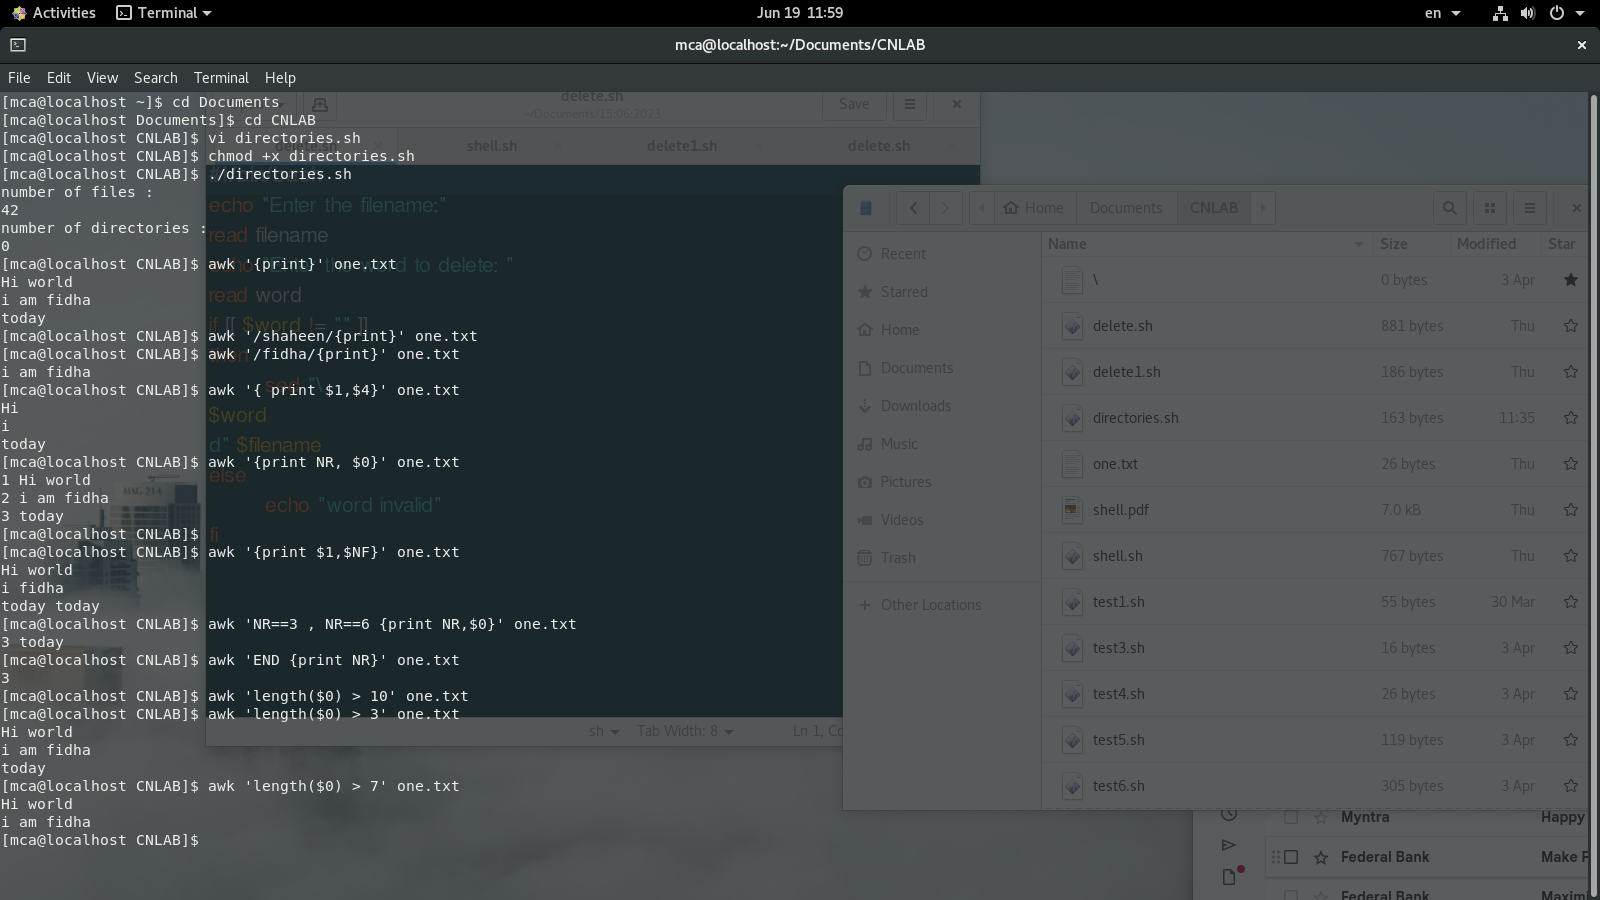 Activities Terminal Jun 19 11:59 en
mca@localhost:~/Documents/CNLAB
File Edit View Search Terminal Help
[mca@localhost ~]$ cd Documents
[mca@localhost Documents]$ cd CNLAB
[mca@localhost CNLAB]$ vi directories.sh
[mca@localhost CNLAB]$ chmod +x directories.sh
[mca@localhost CNLAB]$ ./directories.sh
number of files :
42
number of directories :
0
[mca@localhost CNLAB]$ awk '{print}' one.txt
Hi world
i am fidha
today
[mca@localhost CNLAB]$ awk '/shaheen/{print}' one.txt
[mca@localhost CNLAB]$ awk '/fidha/{print}' one.txt
i am fidha
[mca@localhost CNLAB]$ awk '{ print $1,$4}' one.txt
Hi
i
today
[mca@localhost CNLAB]$ awk '{print NR, $0}' one.txt
1 Hi world
2 i am fidha
3 today
[mca@localhost CNLAB]$
[mca@localhost CNLAB]$ awk '{print $1,$NF}' one.txt
Hi world
i fidha
today today
[mca@localhost CNLAB]$ awk 'NR==3 , NR==6 {print NR,$0}' one.txt
3 today
[mca@localhost CNLAB]$ awk 'END {print NR}' one.txt
3
[mca@localhost CNLAB]$ awk 'length($0) > 10' one.txt
[mca@localhost CNLAB]$ awk 'length($0) > 3' one.txt
Hi world
i am fidha
today
[mca@localhost CNLAB]$ awk 'length($0) > 7' one.txt
Hi world
i am fidha
[mca@localhost CNLAB]$
delete.sh
~/Documents/15:06:2023
Save
delete.sh shell.sh delete1.sh delete.sh
echo "Enter the filename:"
read filename
echo "Enter the word to delete: "
read word
if [[ $word != "" ]]
then
sed "\
$word
d" $filename
else
echo "word invalid"
fi
sh Tab Width: 8 Ln 1,
MAG 214
Home Documents CNLAB
Recent
Starred
Home
Documents
Downloads
Music
Pictures
Videos
Trash
+ Other Locations
Name Size Modified Star
\ 0 bytes 3 Apr
delete.sh 881 bytes Thu
delete1.sh 186 bytes Thu
directories.sh 163 bytes 11:35
one.txt 26 bytes Thu
shell.pdf 7.0 kB Thu
shell.sh 767 bytes Thu
test1.sh 55 bytes 30 Mar
test3.sh 16 bytes 3 Apr
test4.sh 26 bytes 3 Apr
test5.sh 119 bytes 3 Apr
test6.sh 305 bytes 3 Apr
Myntra Happy
Federal Bank Make
Federal Bank